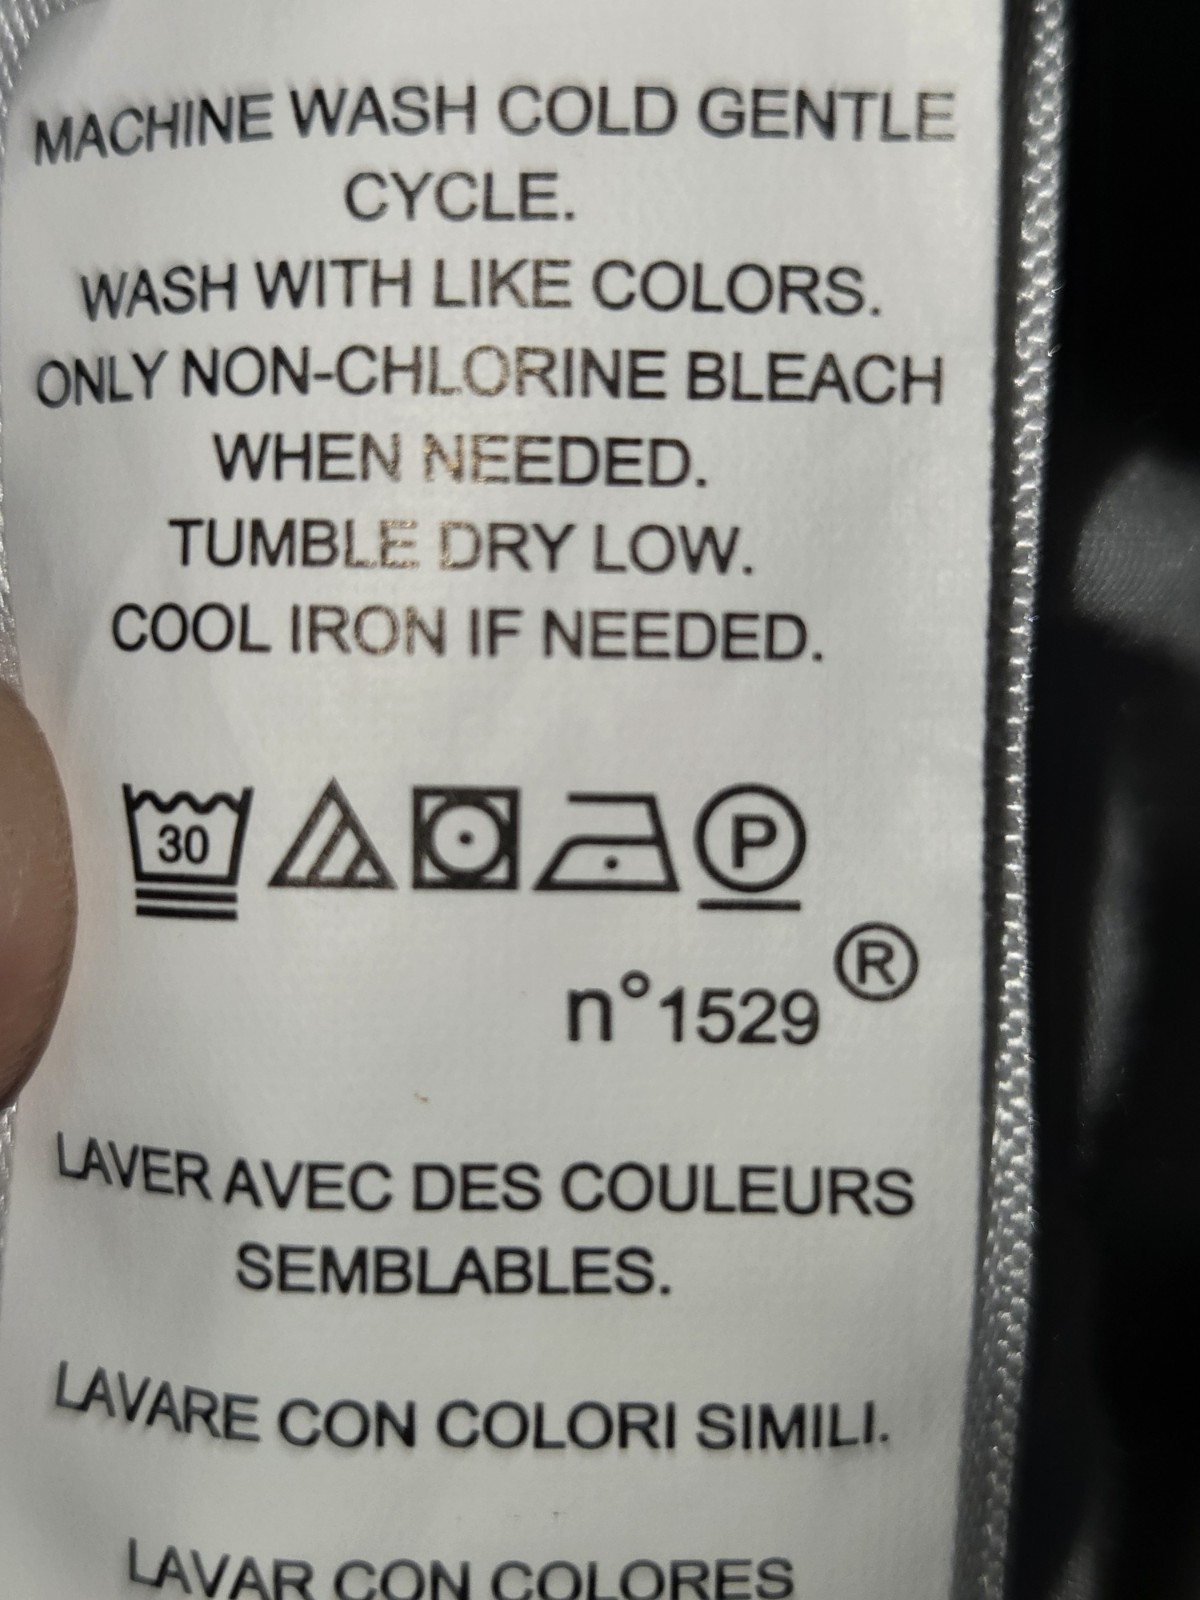 MACHINE WASH COLD GENTLE
CYCLE.
WASH WITH LIKE COLORS.
ONLY NON-CHLORINE BLEACH
WHEN NEEDED.
TUMBLE DRY LOW.
COOL IRON IF NEEDED.
30 P
n°1529®
LAVER AVEC DES COULEURS
SEMBLABLES.
LAVARE CON COLORI SIMILI.
LAVAR CON COLORES